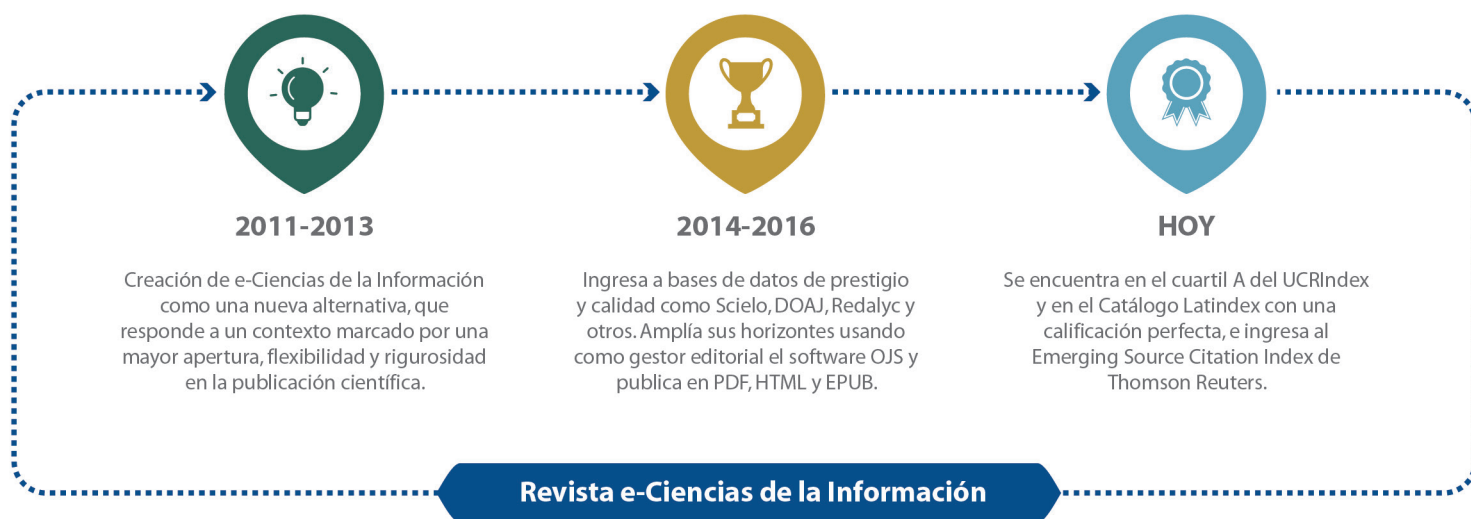 2011-2013
Creación de e-Ciencias de la Información
como una nueva alternativa, que
responde a un contexto marcado por una
mayor apertura, flexibilidad y rigurosidad
en la publicación científica.
2014-2016
Ingresa a bases de datos de prestigio
y calidad como Scielo, DOAJ, Redalyc y
otros. Amplía sus horizontes usando
como gestor editorial el software OJS y
publica en PDF, HTML y EPUB.
HOY
Se encuentra en el cuartil A del UCRIndex
y en el Catálogo Latindex con una
calificación perfecta, e ingresa al
Emerging Source Citation Index de
Thomson Reuters.
Revista e-Ciencias de la Información